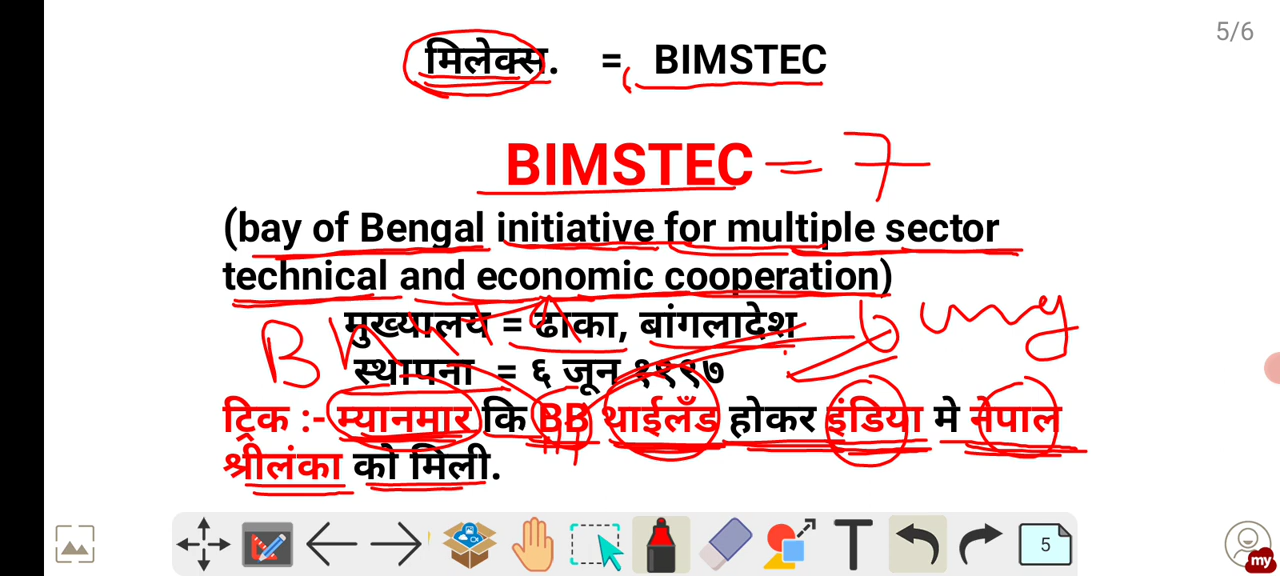 5/6
मिलेक्स. = BIMSTEC
BIMSTEC = 7
(bay of Bengal initiative for multiple sector
technical and economic cooperation)
मुख्यालय = ढाका, बांगलादेश
स्थापना = ६ जून १९९७
ट्रिक :- म्यानमार कि BB थाईलँड होकर इंडिया मे नेपाल
श्रीलंका को मिली.
T
5
my